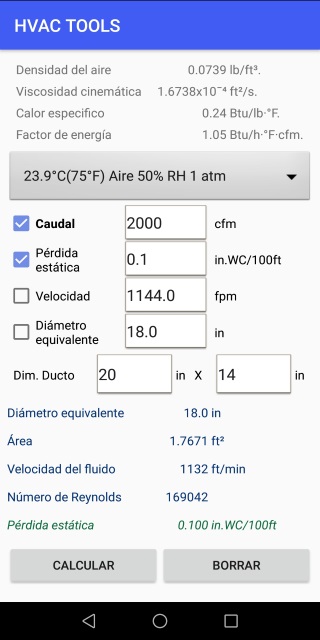 HVAC TOOLS
Densidad del aire 0.0739 lb/ft³.
Viscosidad cinemática 1.6738x10⁻⁴ ft²/s.
Calor especifico 0.24 Btu/lb·°F.
Factor de energía 1.05 Btu/h·°F·cfm.
23.9°C(75°F) Aire 50% RH 1 atm
Caudal 2000 cfm
Pérdida estática 0.1 in.WC/100ft
Velocidad 1144.0 fpm
Diámetro equivalente 18.0 in
Dim. Ducto 20 in X 14 in
Diámetro equivalente 18.0 in
Área 1.7671 ft²
Velocidad del fluido 1132 ft/min
Número de Reynolds 169042
Pérdida estática 0.100 in.WC/100ft
CALCULAR BORRAR